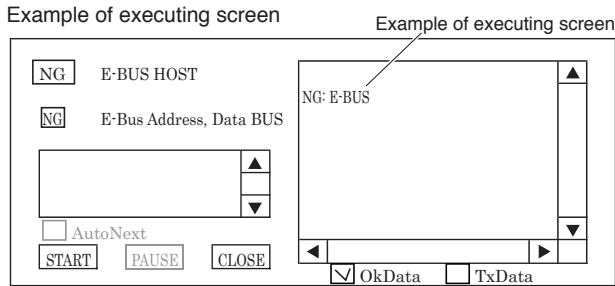 Example of executing screen
Example of executing screen
NG E-BUS HOST
NG E-Bus Address, Data BUS
AutoNext
START PAUSE CLOSE
NG: E-BUS
OkData TxData